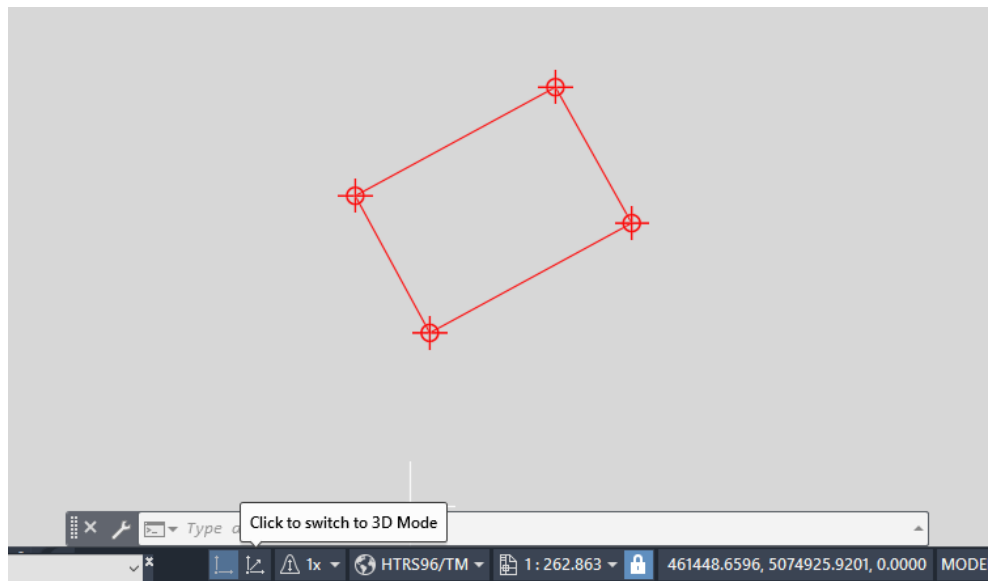 Type a
Click to switch to 3D Mode
1x HTRS96/TM 1:262.863 461448.6596, 5074925.9201, 0.0000 MODE